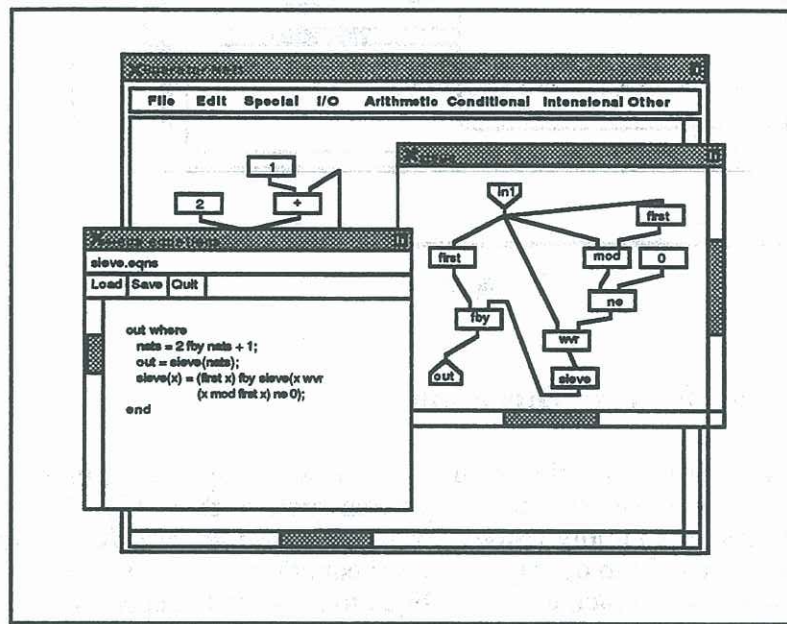 File Edit Special I/O Arithmetic Conditional Intensional Other
1
2 +
in1
first
first mod 0
ne
fby
wvr
out sieve
sieve.eqns
Load Save Quit
out where
nats = 2 fby nats + 1;
out = sieve(nats);
sieve(x) = (first x) fby sieve(x wvr
(x mod first x) ne 0);
end